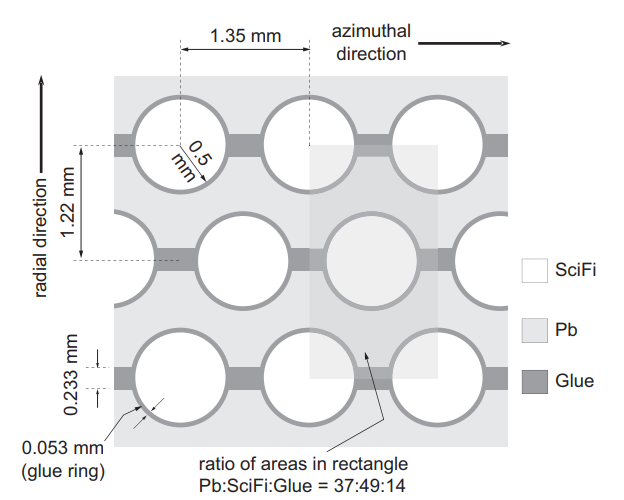 1.35 mm
azimuthal
direction
radial direction
1.22 mm
0.5
mm
SciFi
Pb
Glue
0.233 mm
0.053 mm
(glue ring)
ratio of areas in rectangle
Pb:SciFi:Glue = 37:49:14